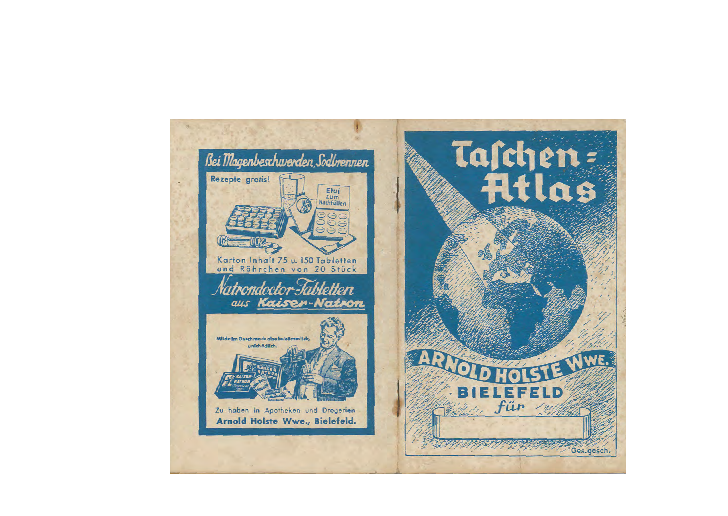 Bei Magenbeschwerden, Sodbrennen
Rezepte gratis!
Etui
zum
Nachfüllen
Karton Inhalt 75 u. 150 Tabletten
und Röhrchen von 20 Stück
Natrondoctor-Tabletten
aus Kaiser-Natron
Zu haben in Apotheken und Drogerien
Arnold Holste Wwe., Bielefeld.
Taschen-
Atlas
ARNOLD HOLSTE WWE.
BIELEFELD
für
Ges. gesch.